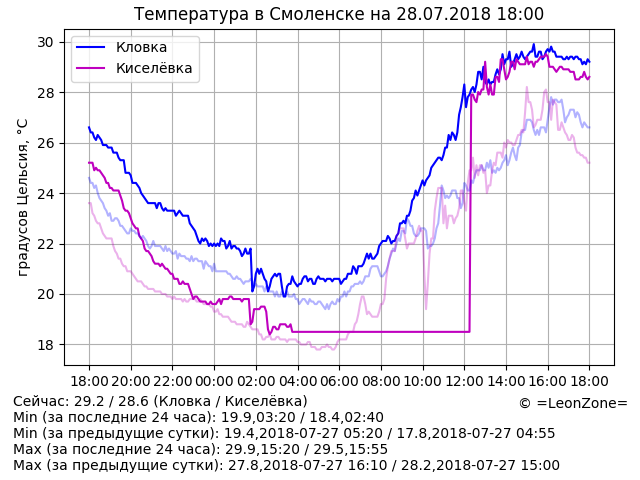 Температура в Смоленске на 28.07.2018 18:00
градусов Цельсия, °C
30
28
26
24
22
20
18
Кловка
Киселёвка
18:00 20:00 22:00 00:00 02:00 04:00 06:00 08:00 10:00 12:00 14:00 16:00 18:00
Сейчас: 29.2 / 28.6 (Кловка / Киселёвка)
© =LeonZone=
Min (за последние 24 часа): 19.9,03:20 / 18.4,02:40
Min (за предыдущие сутки): 19.4,2018-07-27 05:20 / 17.8,2018-07-27 04:55
Max (за последние 24 часа): 29.9,15:20 / 29.5,15:55
Max (за предыдущие сутки): 27.8,2018-07-27 16:10 / 28.2,2018-07-27 15:00